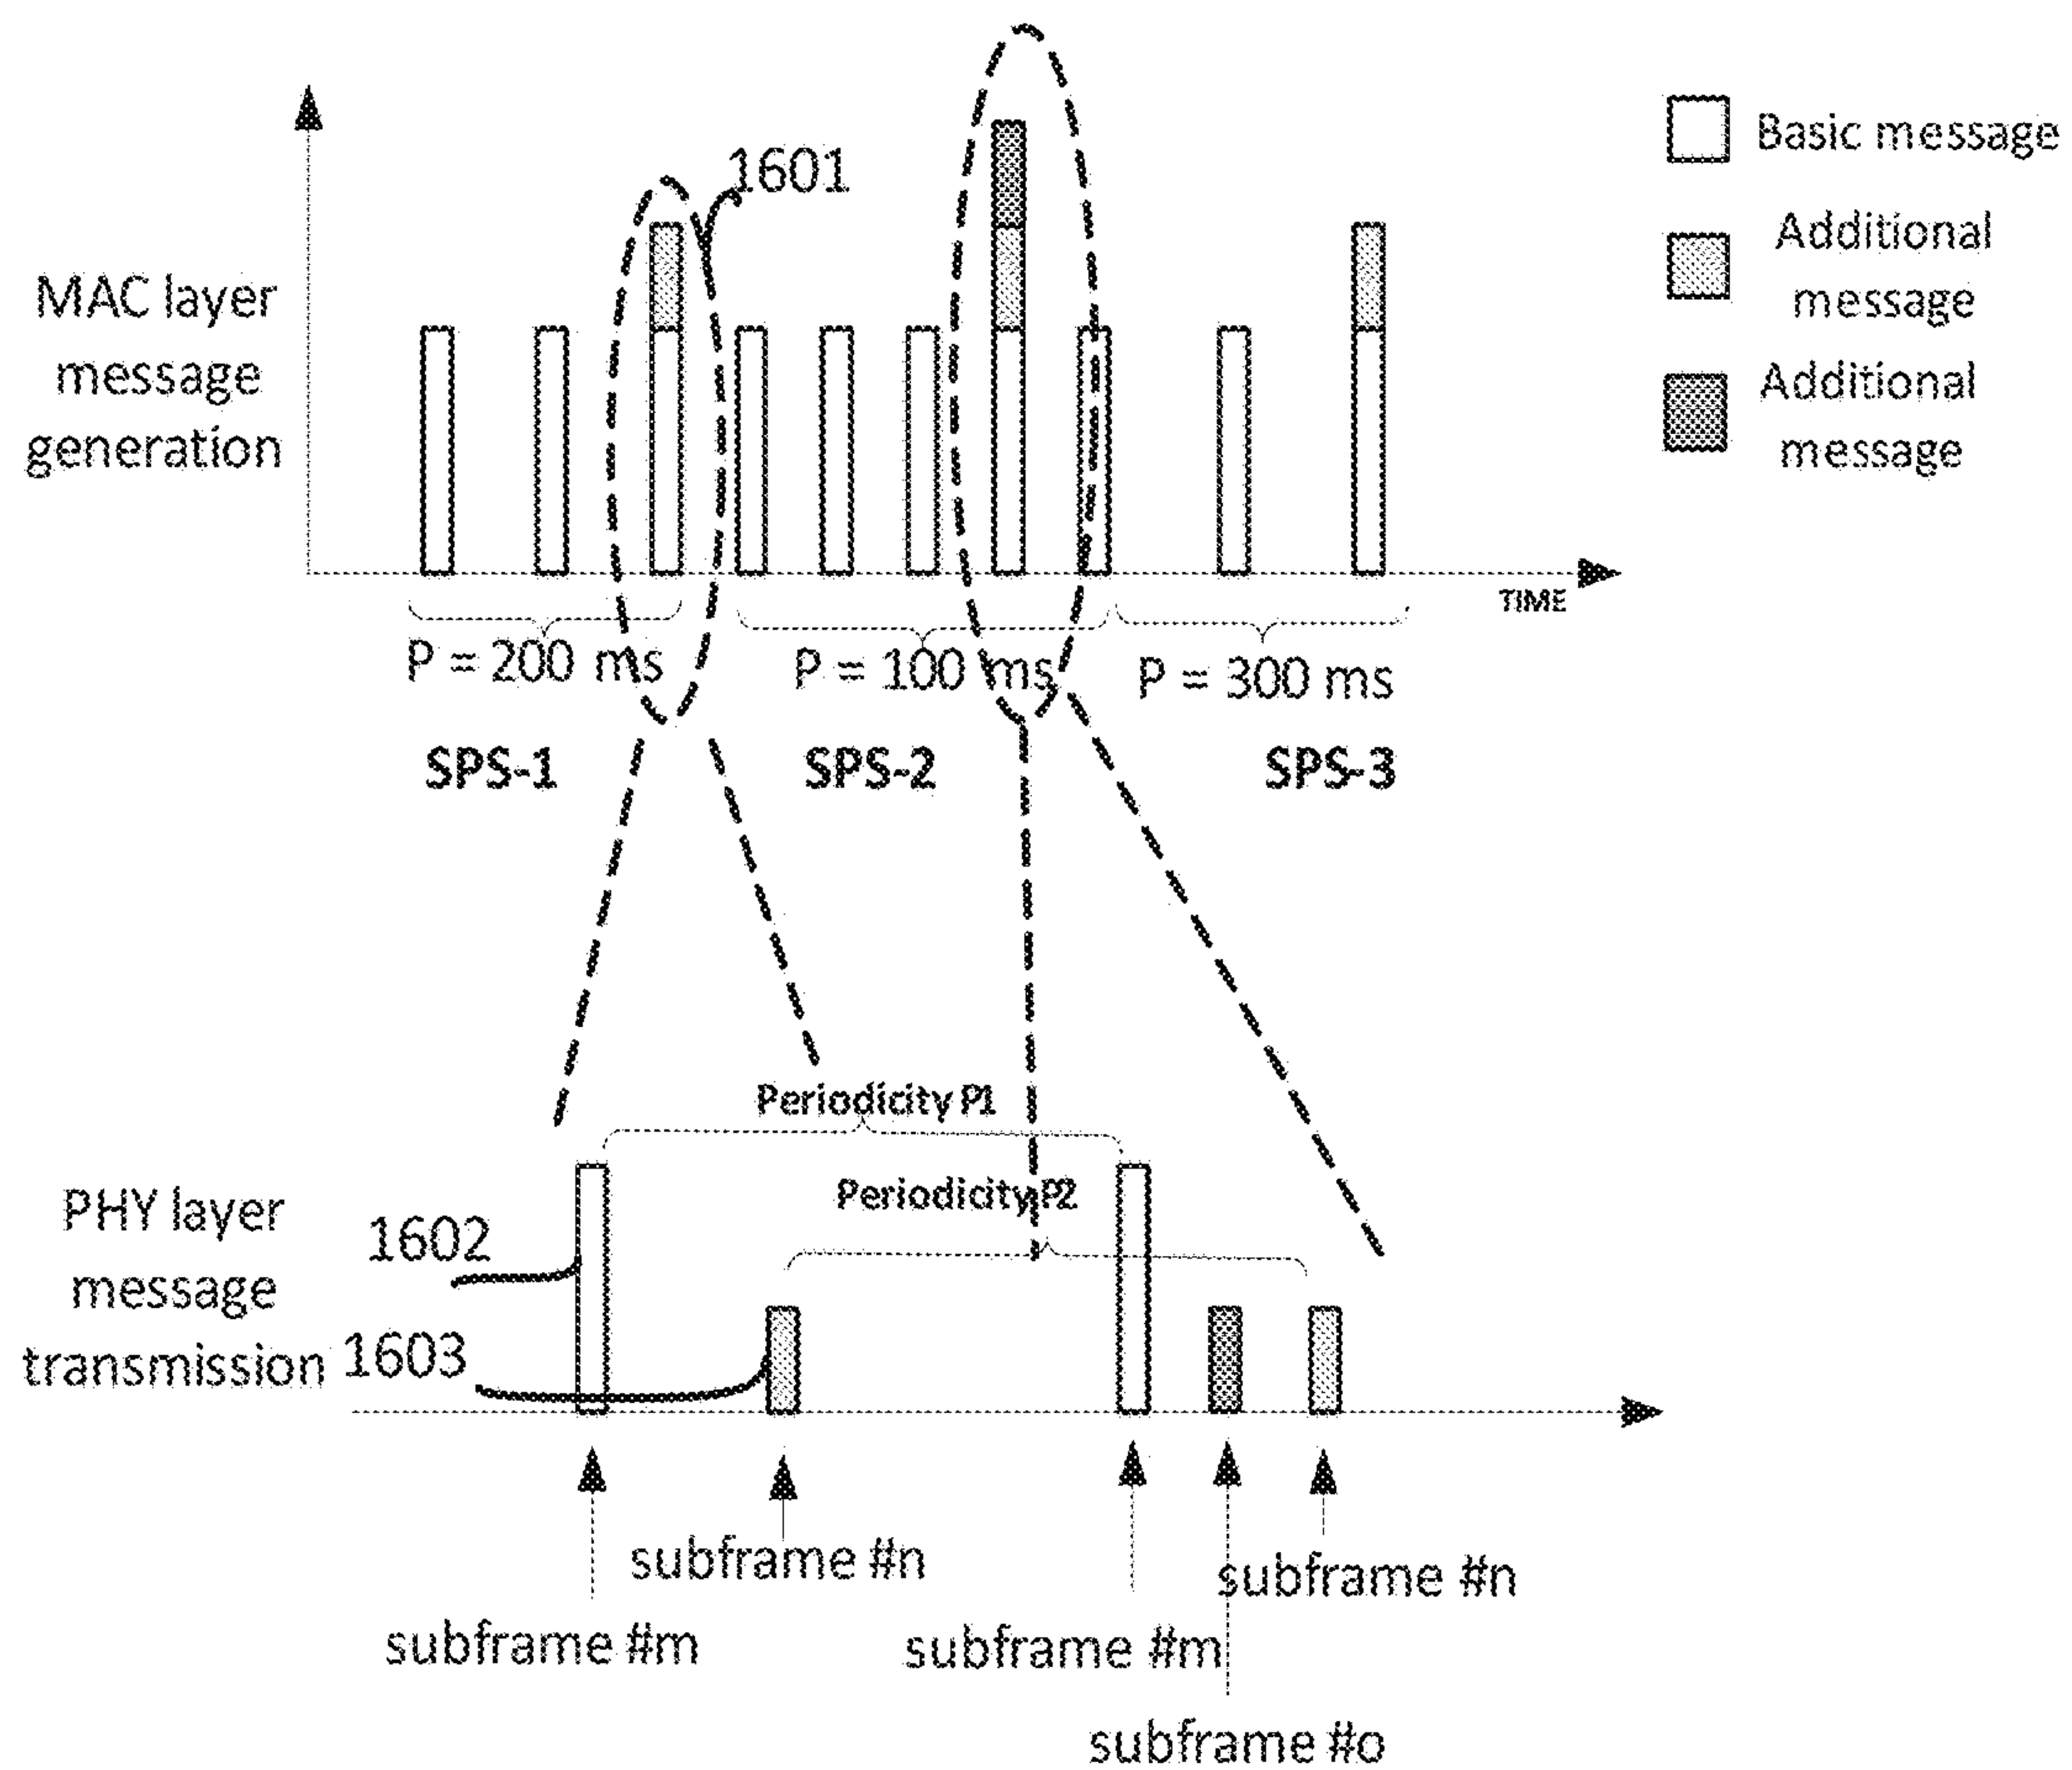 1601
Basic message
Additional
message
Additional
message
MAC layer
message
generation
TIME
P = 200 ms
P = 100 ms
P = 300 ms
SPS-1
SPS-2
SPS-3
Periodicity P1
Periodicity P2
PHY layer
message
transmission
1602
1603
subframe #n
subframe #n
subframe #m
subframe #m
subframe #o